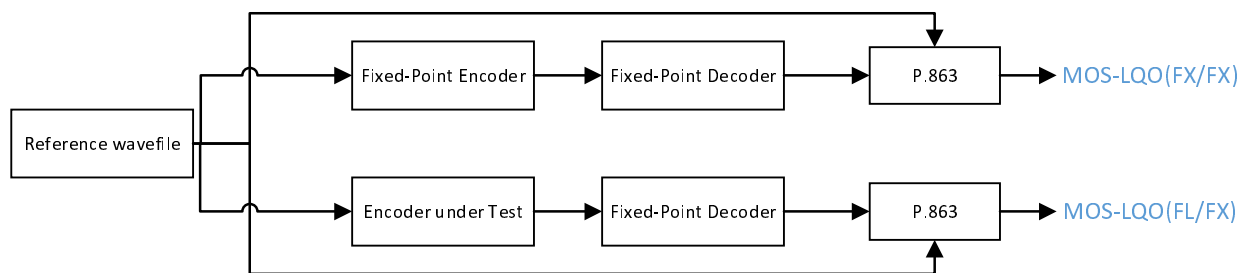 Fixed-Point Encoder
Fixed-Point Decoder
P.863
MOS-LQO(FX/FX)
Reference wavefile
Encoder under Test
Fixed-Point Decoder
P.863
MOS-LQO(FL/FX)